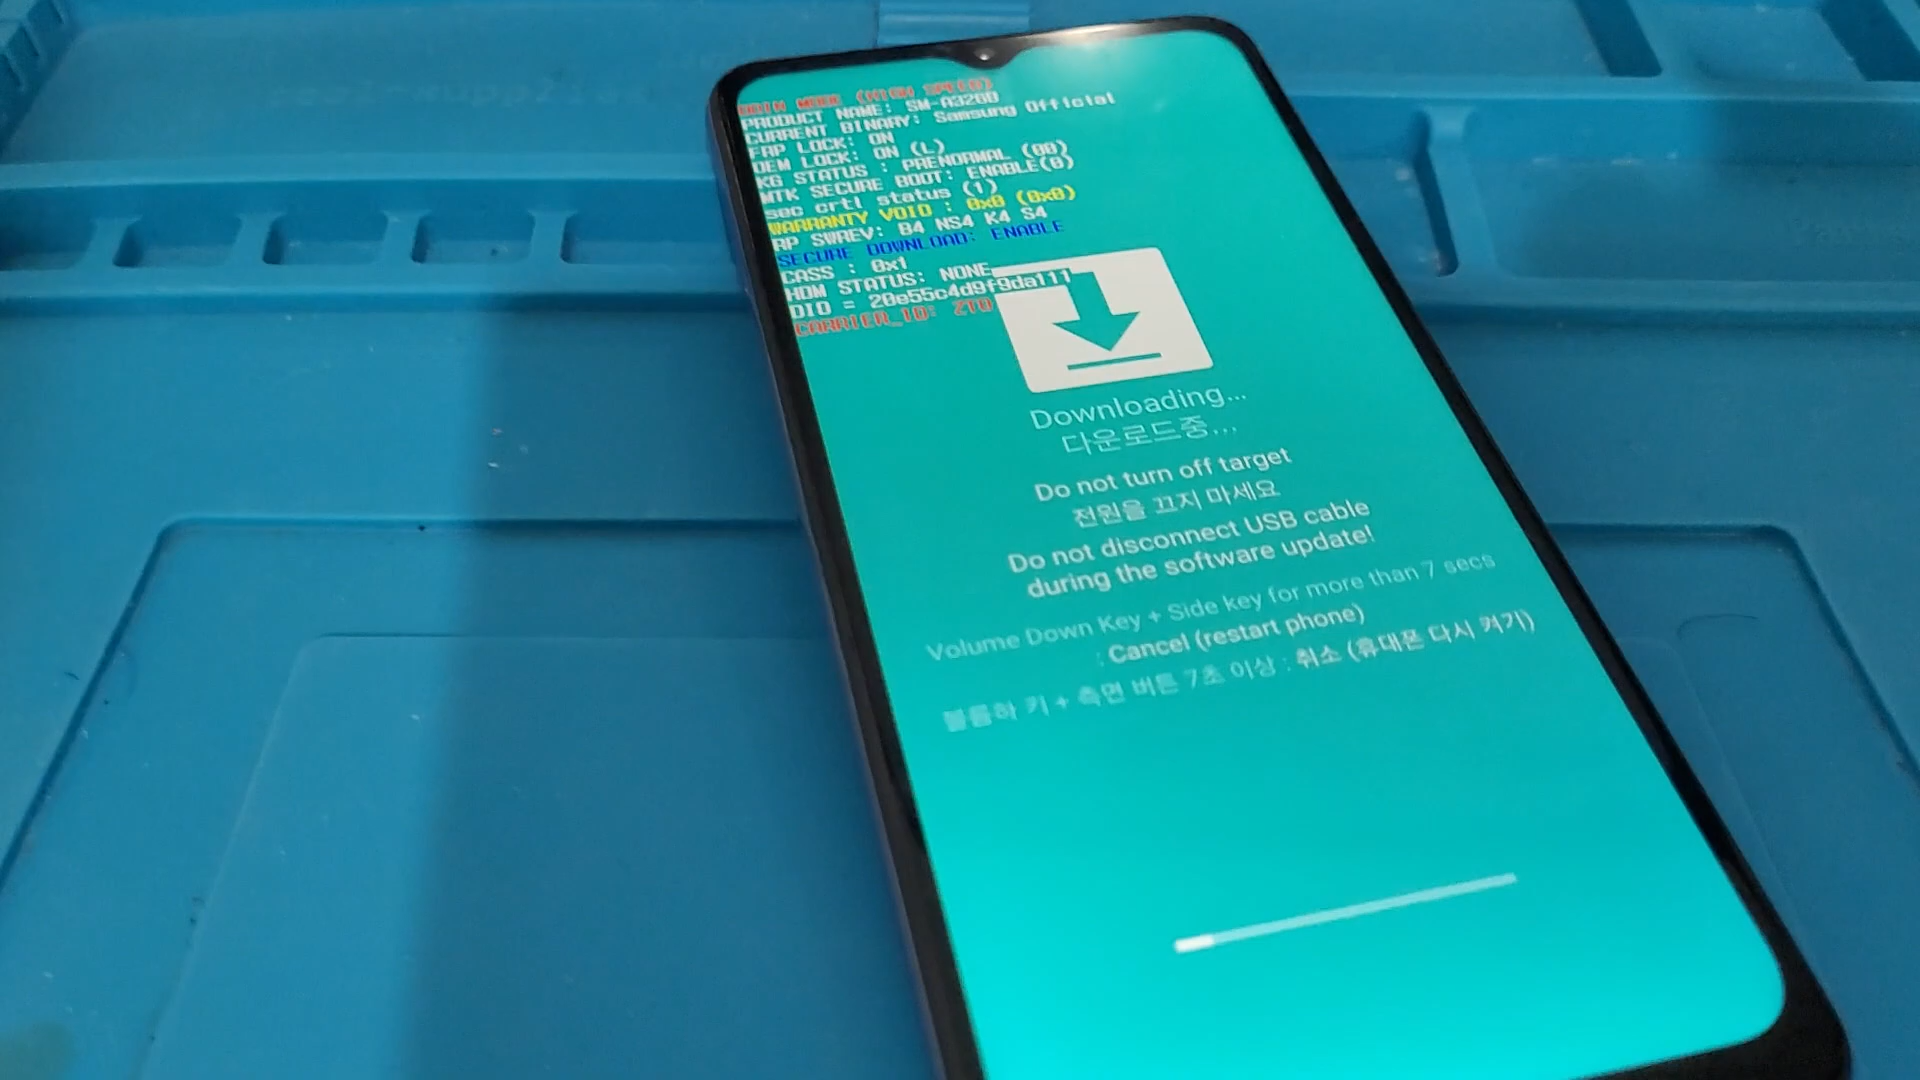 ODIN MODE (HIGH SPEED)
PRODUCT NAME: SM-A326D
CURRENT BINARY: Samsung Official
FRP LOCK: ON
OEM LOCK: ON (L)
KG STATUS : PRENORMAL (00)
MTK SECURE BOOT: ENABLE(0)
sec crtl status (1)
WARRANTY VOID : 0x0 (0x0)
RP SWREV: B4 NS4 K4 S4
SECURE DOWNLOAD: ENABLE
CASS : 0x1
HDM STATUS: NONE
DID = 20e55c4d9f9da111
CARRIER_ID: ZTO
Downloading...
다운로드중...
Do not turn off target
전원을 끄지 마세요
Do not disconnect USB cable
during the software update!
Volume Down Key + Side key for more than 7 secs
: Cancel (restart phone)
볼륨하 키 + 측면 버튼 7초 이상 : 취소 (휴대폰 다시 켜기)